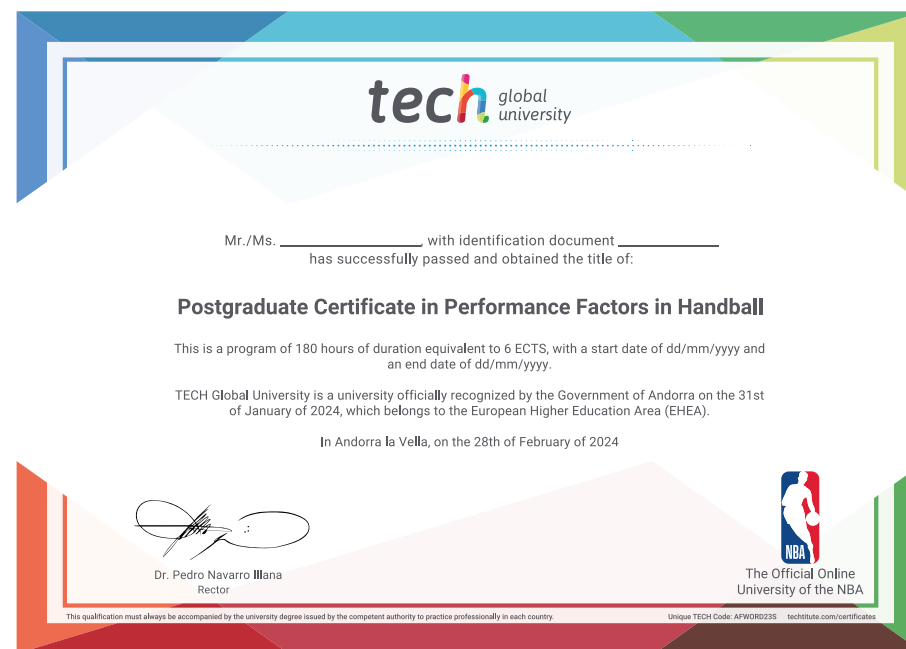 tech global university
Mr./Ms. ____________________, with identification document ______________
has successfully passed and obtained the title of:
Postgraduate Certificate in Performance Factors in Handball
This is a program of 180 hours of duration equivalent to 6 ECTS, with a start date of dd/mm/yyyy and
an end date of dd/mm/yyyy.
TECH Global University is a university officially recognized by the Government of Andorra on the 31st
of January of 2024, which belongs to the European Higher Education Area (EHEA).
In Andorra la Vella, on the 28th of February of 2024
Dr. Pedro Navarro Illana
Rector
NBA
The Official Online
University of the NBA
This qualification must always be accompanied by the university degree issued by the competent authority to practice professionally in each country.
Unique TECH Code: AFWORD23S techtitute.com/certificates